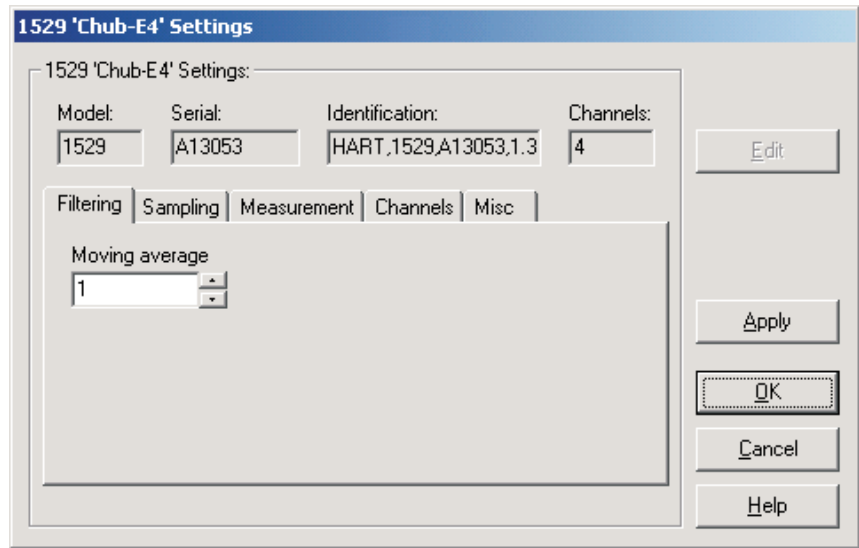 1529 'Chub-E4' Settings
1529 'Chub-E4' Settings:
Model: Serial: Identification: Channels:
1529 A13053 HART,1529,A13053,1.3 4
Edit
Filtering Sampling Measurement Channels Misc
Moving average
1
Apply
OK
Cancel
Help